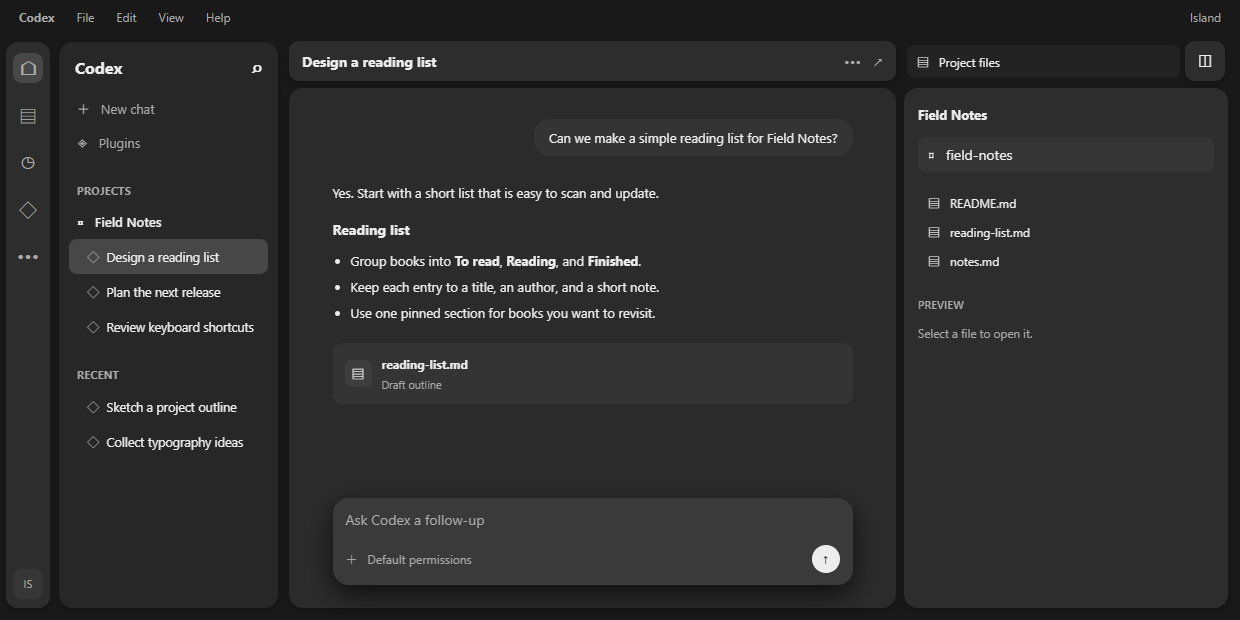 Codex File Edit View Help Island
Codex
New chat
Plugins
PROJECTS
Field Notes
Design a reading list
Plan the next release
Review keyboard shortcuts
RECENT
Sketch a project outline
Collect typography ideas
IS
Design a reading list
Can we make a simple reading list for Field Notes?
Yes. Start with a short list that is easy to scan and update.
Reading list
• Group books into To read, Reading, and Finished.
• Keep each entry to a title, an author, and a short note.
• Use one pinned section for books you want to revisit.
reading-list.md
Draft outline
Ask Codex a follow-up
Default permissions
Project files
Field Notes
field-notes
README.md
reading-list.md
notes.md
PREVIEW
Select a file to open it.